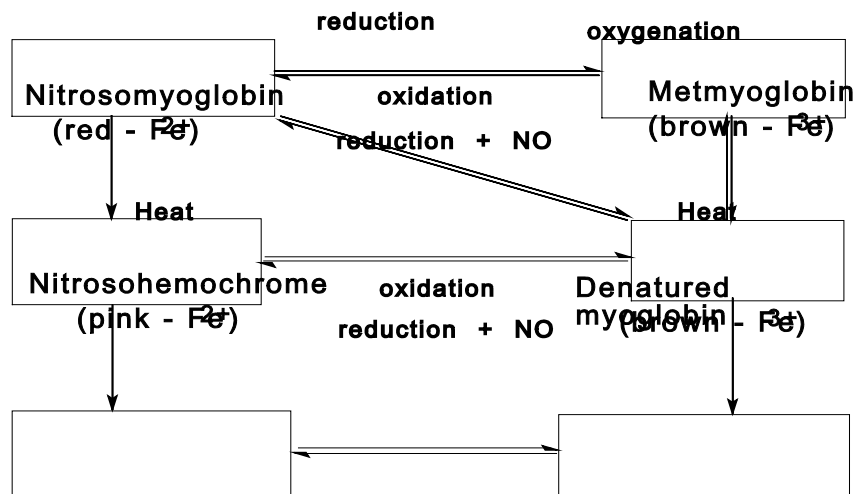 reduction
oxygenation
Nitrosomyoglobin
(red - Fe2+)
oxidation
Metmyoglobin
(brown - Fe3+)
reduction + NO
Heat
Heat
Nitrosohemochrome
(pink - Fe2+)
oxidation
Denatured
myoglobin
(brown - Fe3+)
reduction + NO